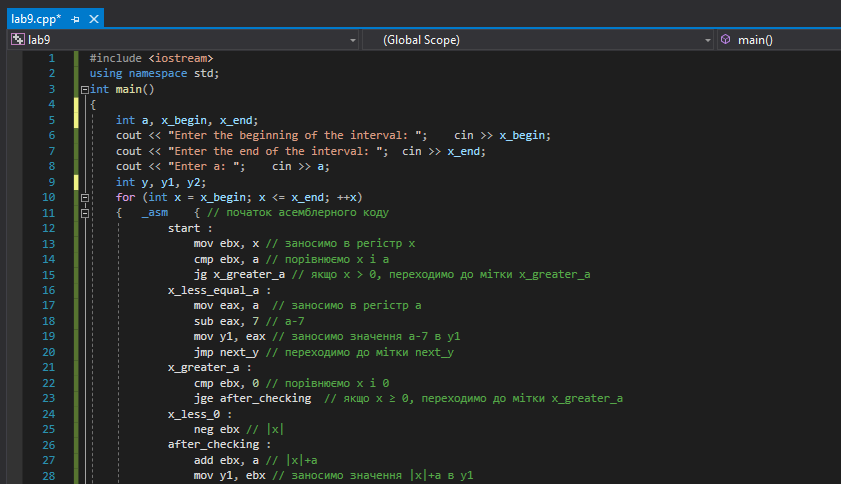 lab9.cpp*
lab9 (Global Scope) main()
1 #include <iostream>
2 using namespace std;
3 int main()
4 {
5 int a, x_begin, x_end;
6 cout << "Enter the beginning of the interval: "; cin >> x_begin;
7 cout << "Enter the end of the interval: "; cin >> x_end;
8 cout << "Enter a: "; cin >> a;
9 int y, y1, y2;
10 for (int x = x_begin; x <= x_end; ++x)
11 { _asm { // початок асемблерного коду
12 start :
13 mov ebx, x // заносимо в регістр x
14 cmp ebx, a // порівнюємо x і a
15 jg x_greater_a // якщо x > 0, переходимо до мітки x_greater_a
16 x_less_equal_a :
17 mov eax, a // заносимо в регістр a
18 sub eax, 7 // a-7
19 mov y1, eax // заносимо значення a-7 в y1
20 jmp next_y // переходимо до мітки next_y
21 x_greater_a :
22 cmp ebx, 0 // порівнюємо x і 0
23 jge after_checking // якщо x ≥ 0, переходимо до мітки x_greater_a
24 x_less_0 :
25 neg ebx // |x|
26 after_checking :
27 add ebx, a // |x|+a
28 mov y1, ebx // заносимо значення |x|+a в y1